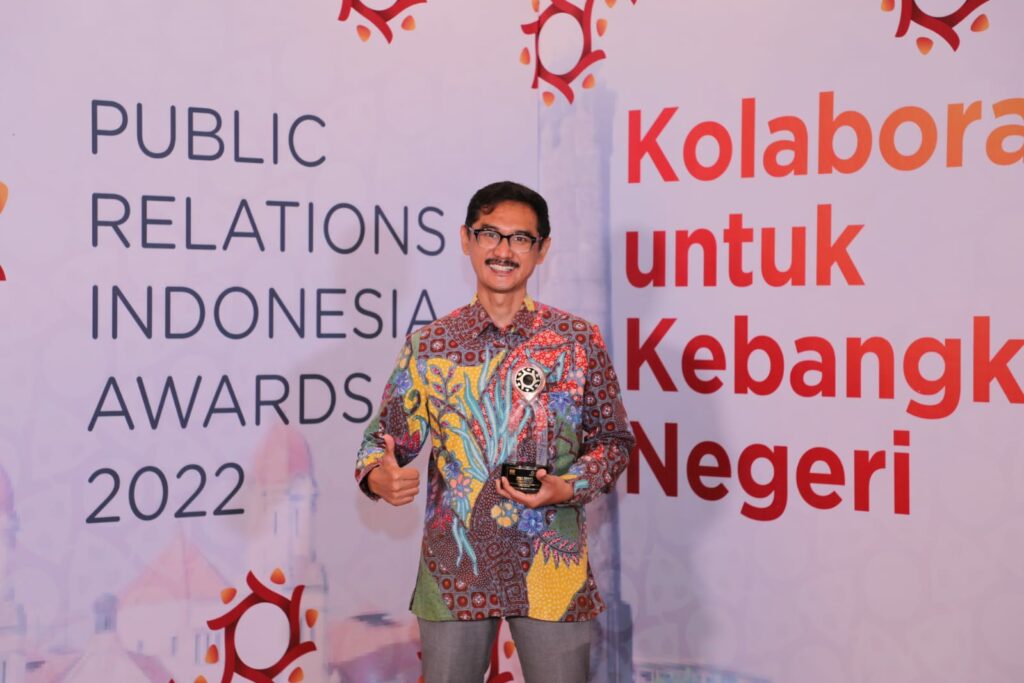 PUBLIC
RELATIONS
INDONESIA
AWARDS
2022
Kolabora
untuk
Kebangk
Negeri